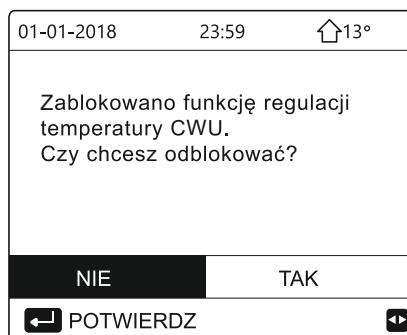 01-01-2018 23:59 13°
Zablokowano funkcję regulacji
temperatury CWU.
Czy chcesz odblokować?
NIE TAK
POTWIERDZ